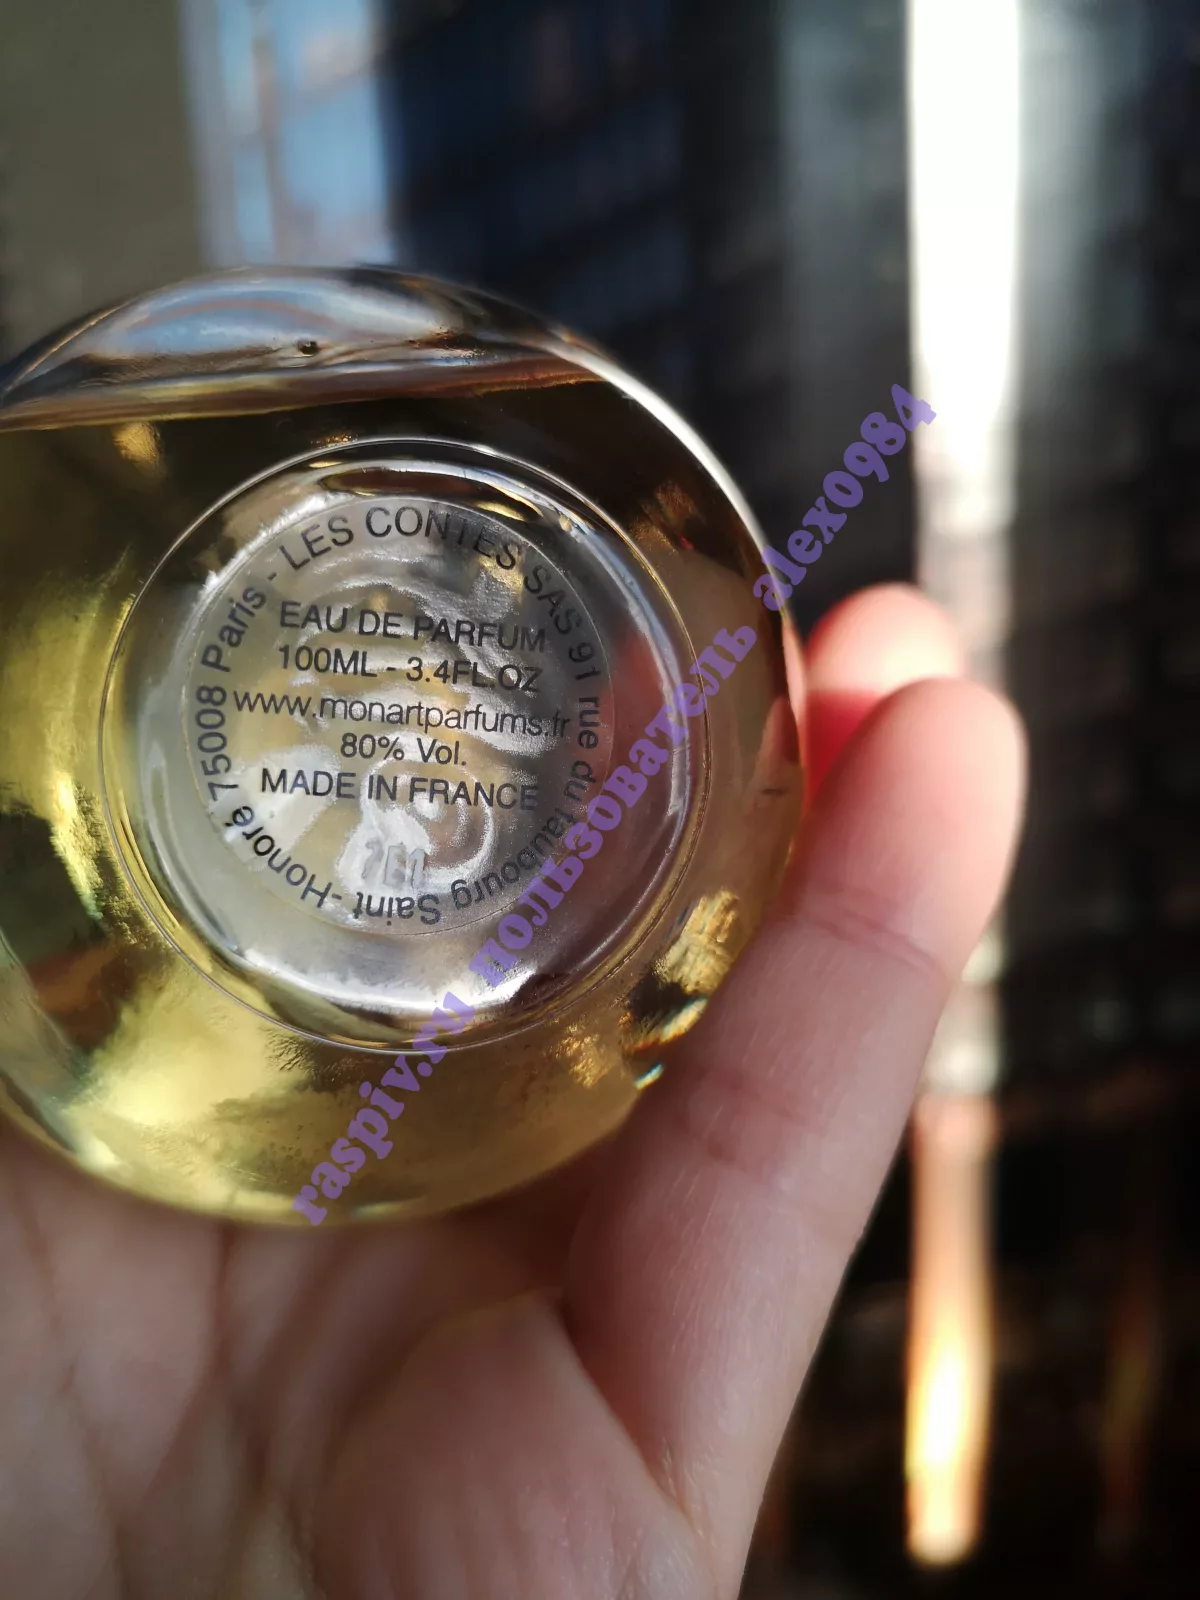 LES CONTES SAS 91 rue du faubourg Saint-Honoré 75008 Paris -
EAU DE PARFUM
100ML - 3.4FL.OZ
www.monartparfums.fr
80% Vol.
MADE IN FRANCE
raspiv.ru пользователь alex0984